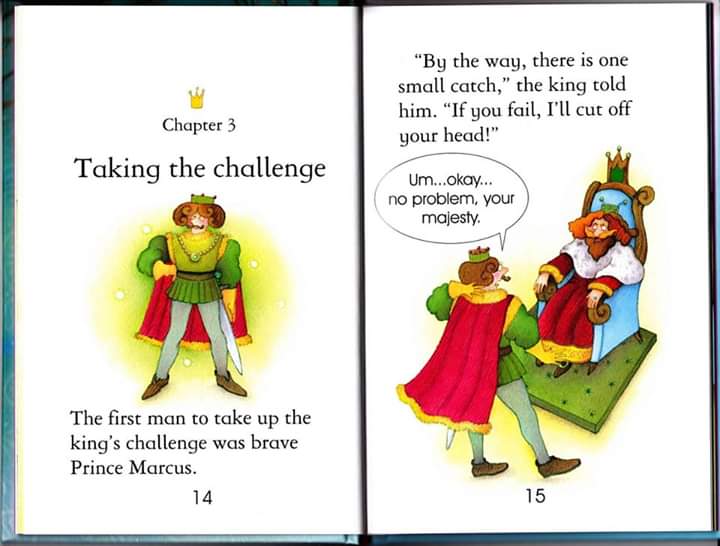 Chapter 3
Taking the challenge
The first man to take up the
king's challenge was brave
Prince Marcus.
14
“By the way, there is one
small catch,” the king told
him. “If you fail, I'll cut off
your head!”
Um...okay...
no problem, your
majesty.
15